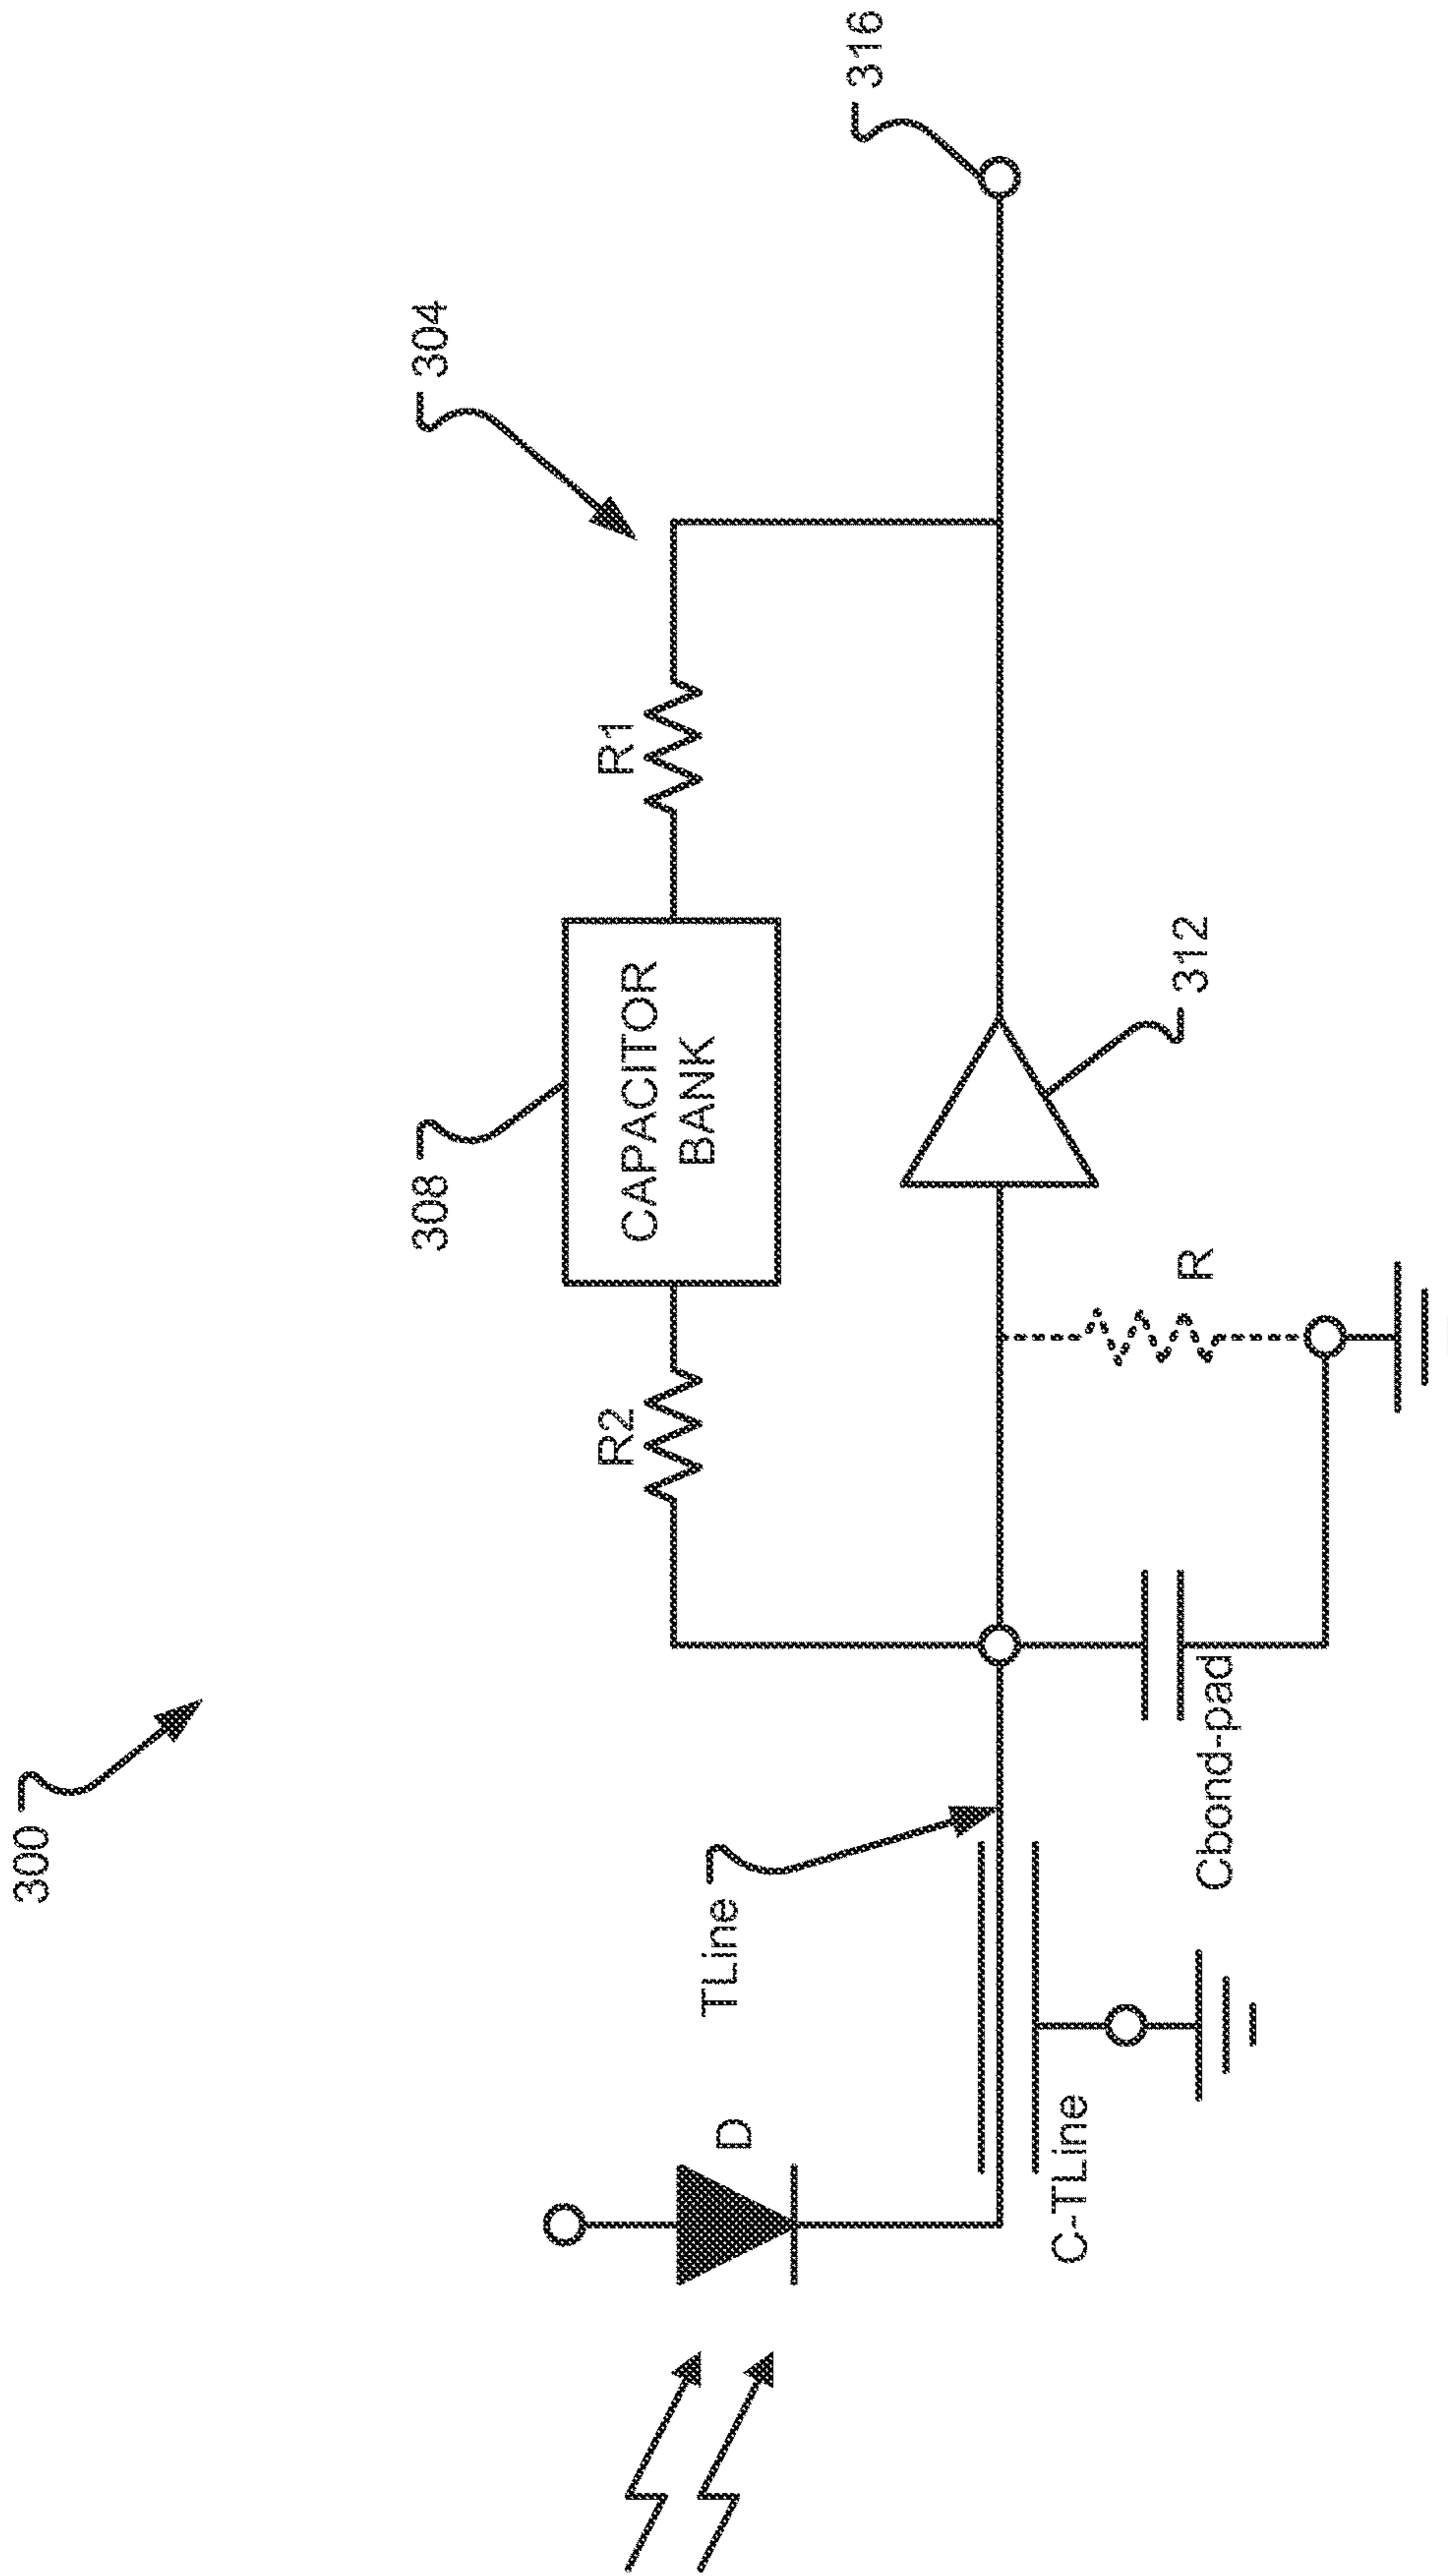 300
304
316
308
R2
CAPACITOR
BANK
R1
TLine
D
312
C-TLine
Cbond-pad
R